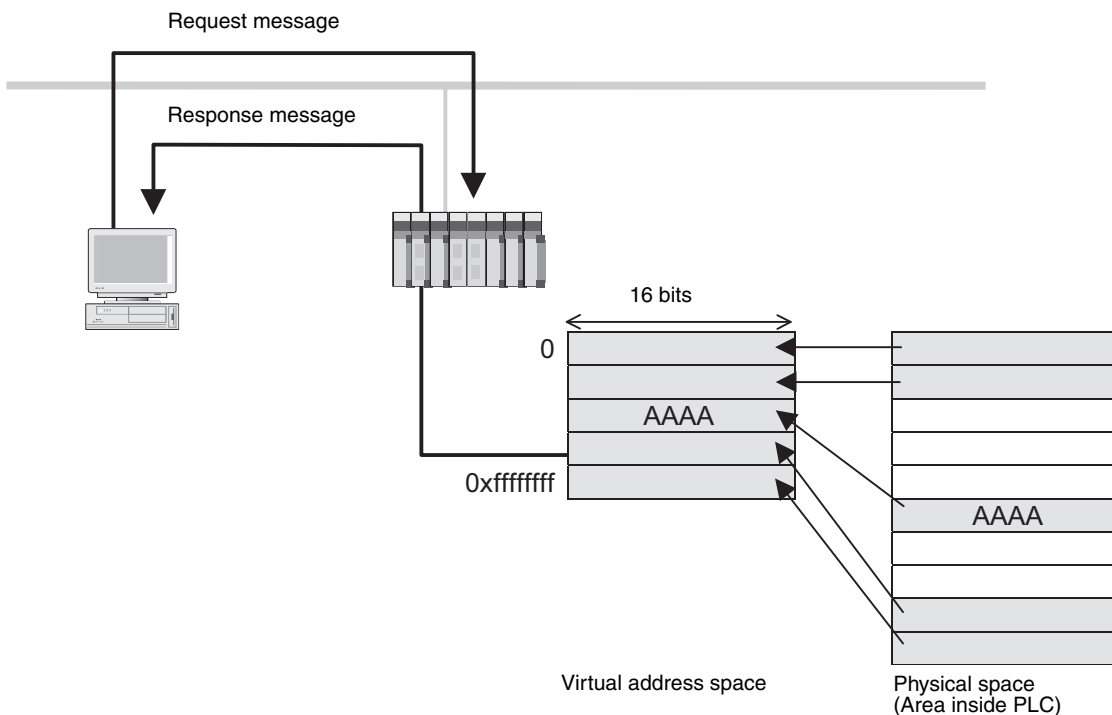 Request message
Response message
16 bits
0
AAAA
0xffffffff
AAAA
Virtual address space
Physical space
(Area inside PLC)